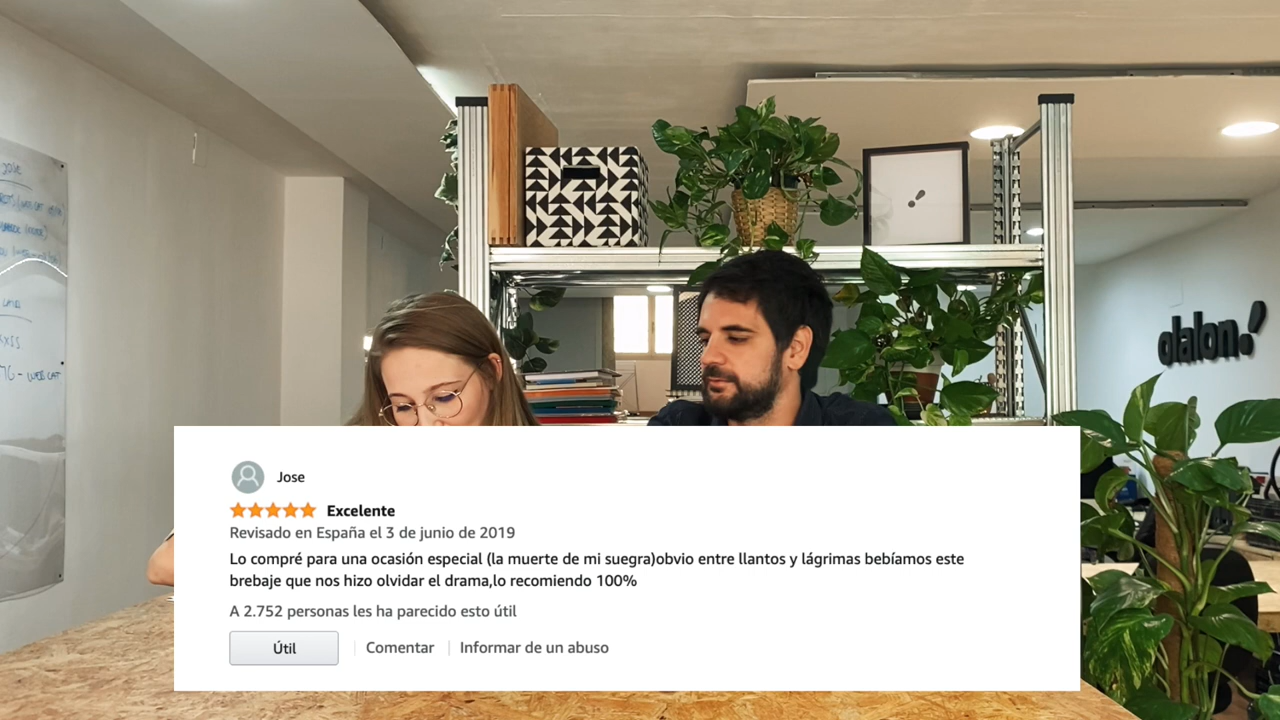 olalon!
Jose
Excelente
Revisado en España el 3 de junio de 2019
Lo compré para una ocasión especial (la muerte de mi suegra)obvio entre llantos y lágrimas bebíamos este
brebaje que nos hizo olvidar el drama,lo recomiendo 100%
A 2.752 personas les ha parecido esto útil
Útil
Comentar
Informar de un abuso